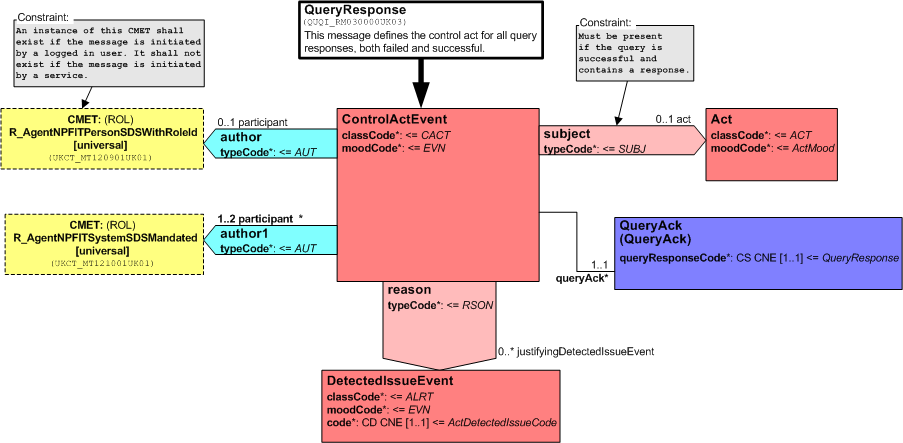 Constraint:
An instance of this CMET shall
exist if the message is initiated
by a logged in user. It shall not
exist if the message is initiated
by a service.
QueryResponse
(QUQI_RM030000UK03)
This message defines the control act for all query
responses, both failed and successful.
Constraint:
Must be present
if the query is
successful and
contains a response.
CMET: (ROL)
R_AgentNPFITPersonSDSWithRoleId
[universal]
(UKCT_MT120901UK01)
0..1 participant
author
typeCode*: <= AUT
ControlActEvent
classCode*: <= CACT
moodCode*: <= EVN
subject
typeCode*: <= SUBJ
0..1 act
Act
classCode*: <= ACT
moodCode*: <= ActMood
CMET: (ROL)
R_AgentNPFITSystemSDSMandated
[universal]
(UKCT_MT121001UK01)
1..2 participant *
author1
typeCode*: <= AUT
QueryAck
(QueryAck)
queryResponseCode*: CS CNE [1..1] <= QueryResponse
1..1
queryAck*
reason
typeCode*: <= RSON
0..* justifyingDetectedIssueEvent
DetectedIssueEvent
classCode*: <= ALRT
moodCode*: <= EVN
code*: CD CNE [1..1] <= ActDetectedIssueCode